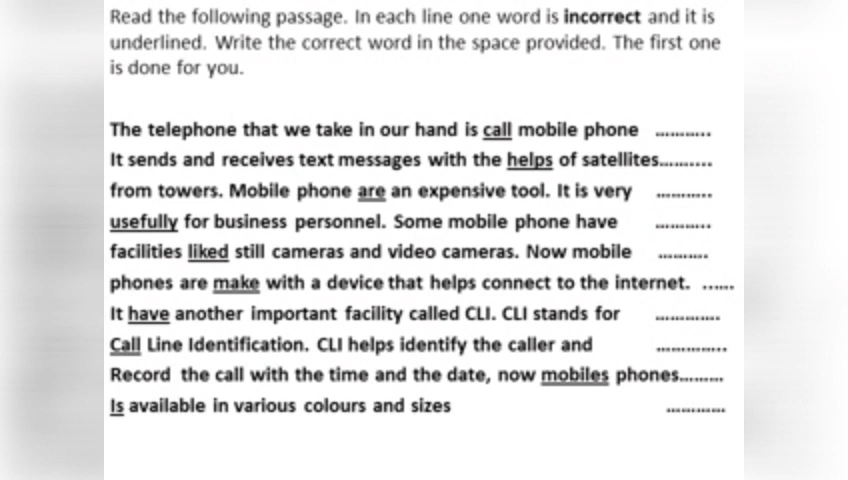 Read the following passage. In each line one word is incorrect and it is
underlined. Write the correct word in the space provided. The first one
is done for you.
The telephone that we take in our hand is call mobile phone ...........
It sends and receives text messages with the helps of satellites..........
from towers. Mobile phone are an expensive tool. It is very ...........
usefully for business personnel. Some mobile phone have ...........
facilities liked still cameras and video cameras. Now mobile ..........
phones are make with a device that helps connect to the internet. ......
It have another important facility called CLI. CLI stands for .............
Call Line Identification. CLI helps identify the caller and ..............
Record the call with the time and the date, now mobiles phones.........
Is available in various colours and sizes ............